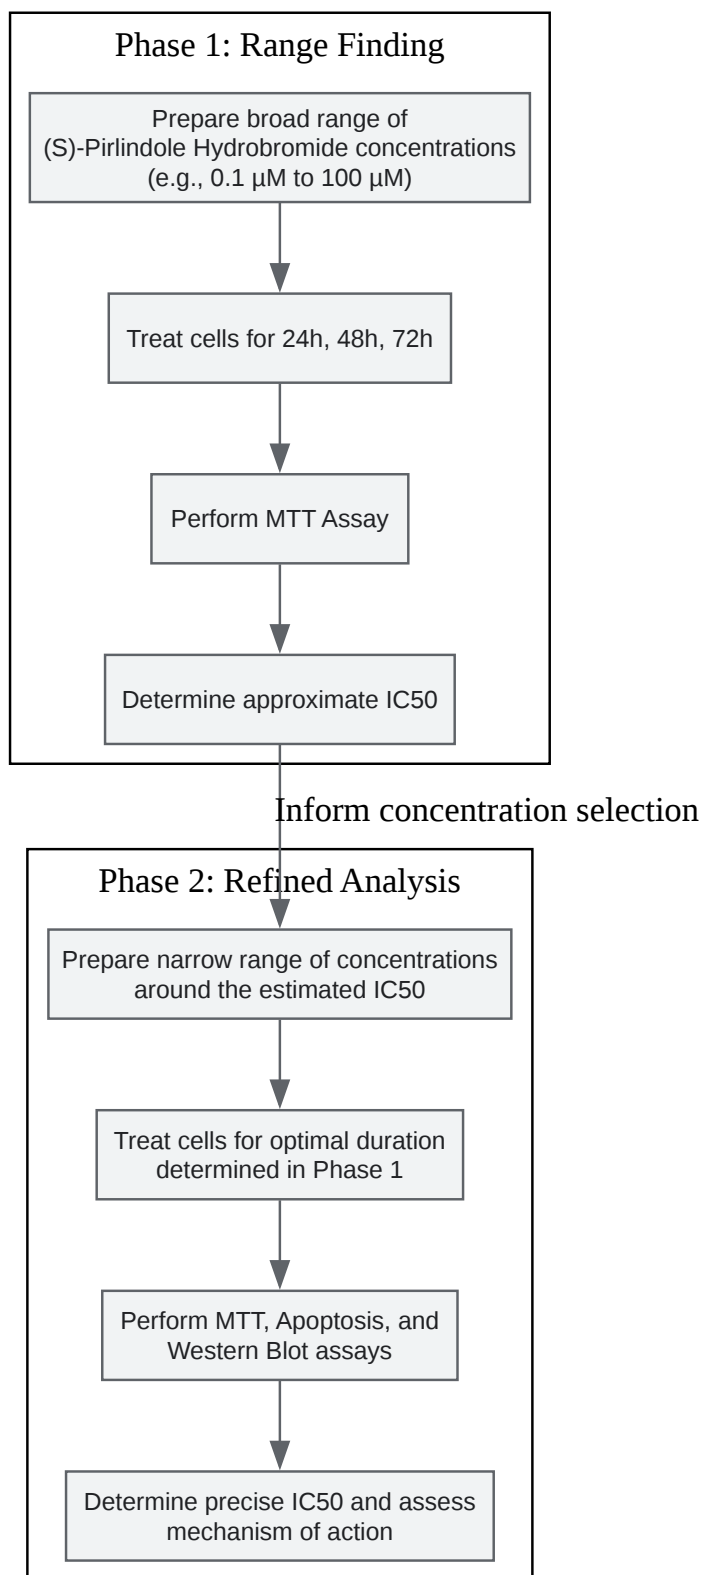 Phase 1: Range Finding
Prepare broad range of
(S)-Pirlindole Hydrobromide concentrations
(e.g., 0.1 µM to 100 µM)
Treat cells for 24h, 48h, 72h
Perform MTT Assay
Determine approximate IC50
Inform concentration selection
Phase 2: Refined Analysis
Prepare narrow range of concentrations
around the estimated IC50
Treat cells for optimal duration
determined in Phase 1
Perform MTT, Apoptosis, and
Western Blot assays
Determine precise IC50 and assess
mechanism of action